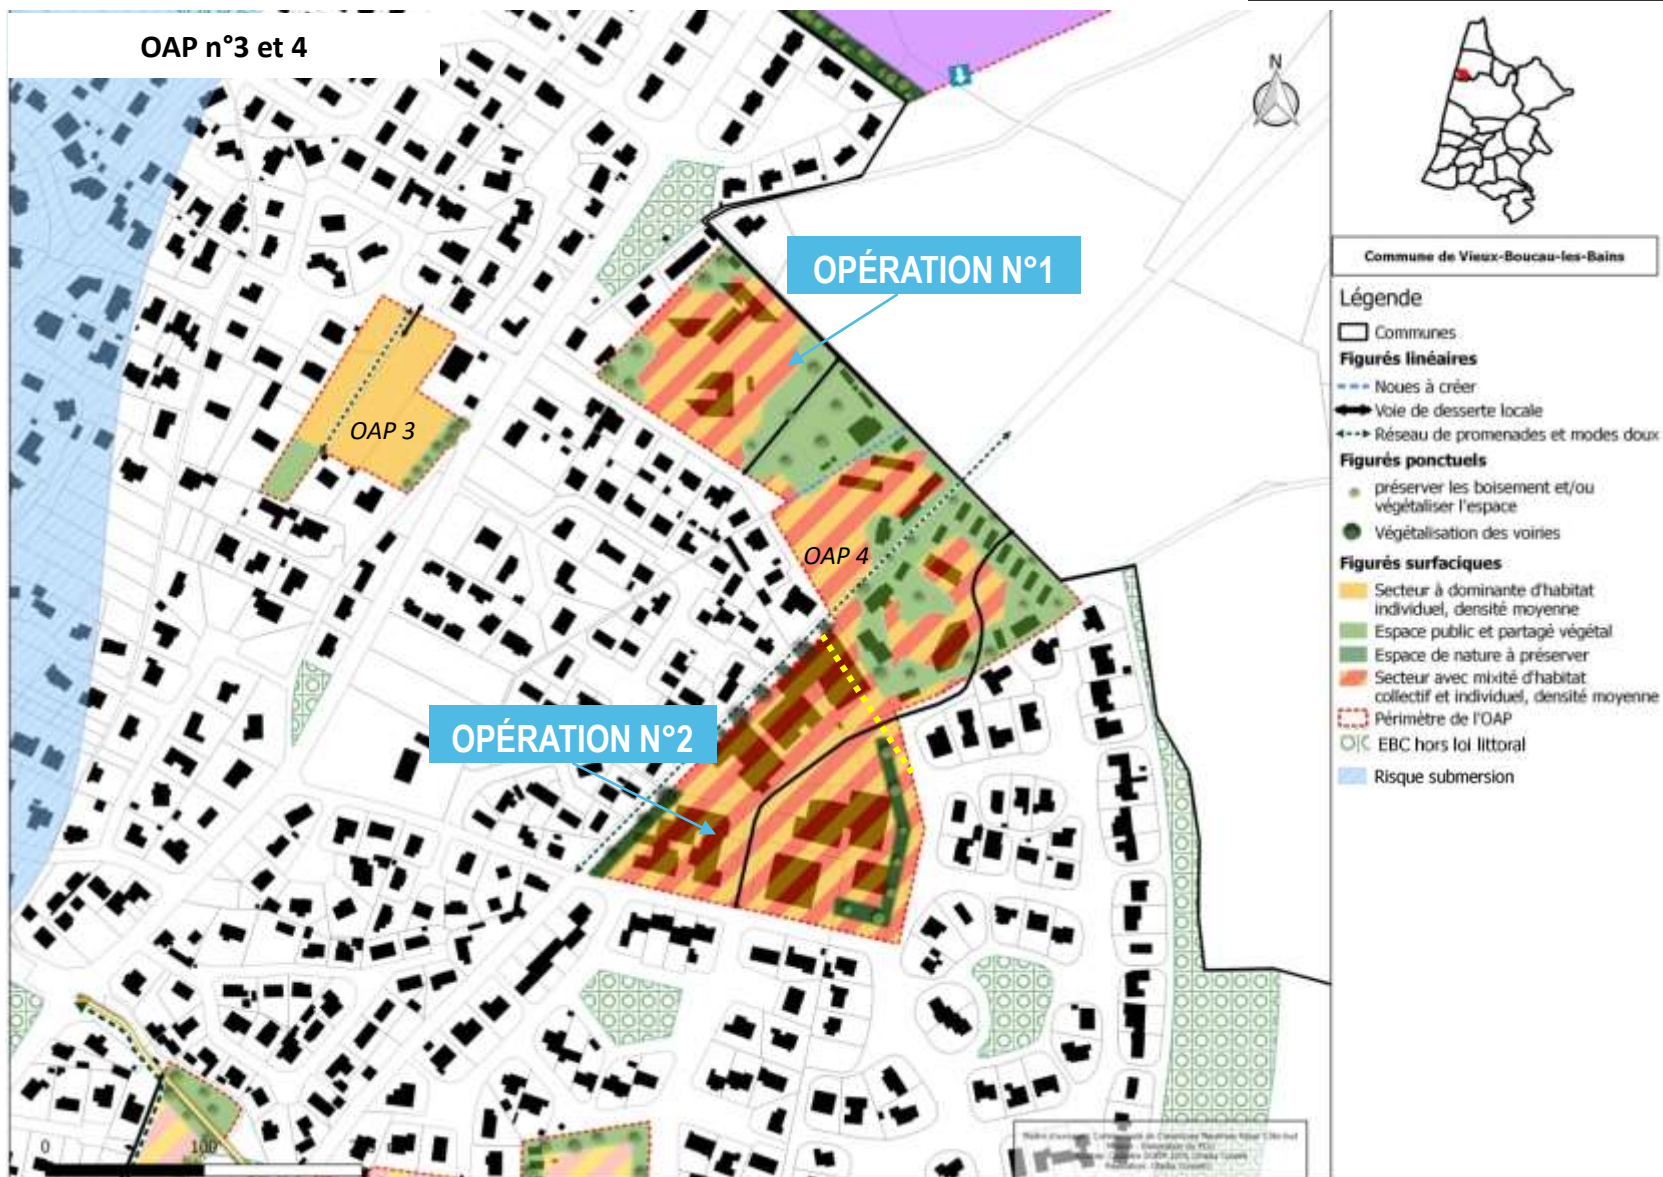 OAP n°3 et 4
N
OPÉRATION N°1
OAP 3
OAP 4
OPÉRATION N°2
0
100
Commune de Vieux-Boucau-les-Bains
Légende
Communes
Figurés linéaires
Noues à créer
Voie de desserte locale
Réseau de promenades et modes doux
Figurés ponctuels
préserver les boisement et/ou
végétaliser l'espace
Végétalisation des voiries
Figurés surfaciques
Secteur à dominante d'habitat
individuel, densité moyenne
Espace public et partagé végétal
Espace de nature à préserver
Secteur avec mixité d'habitat
collectif et individuel, densité moyenne
Périmètre de l'OAP
EBC hors loi littoral
Risque submersion